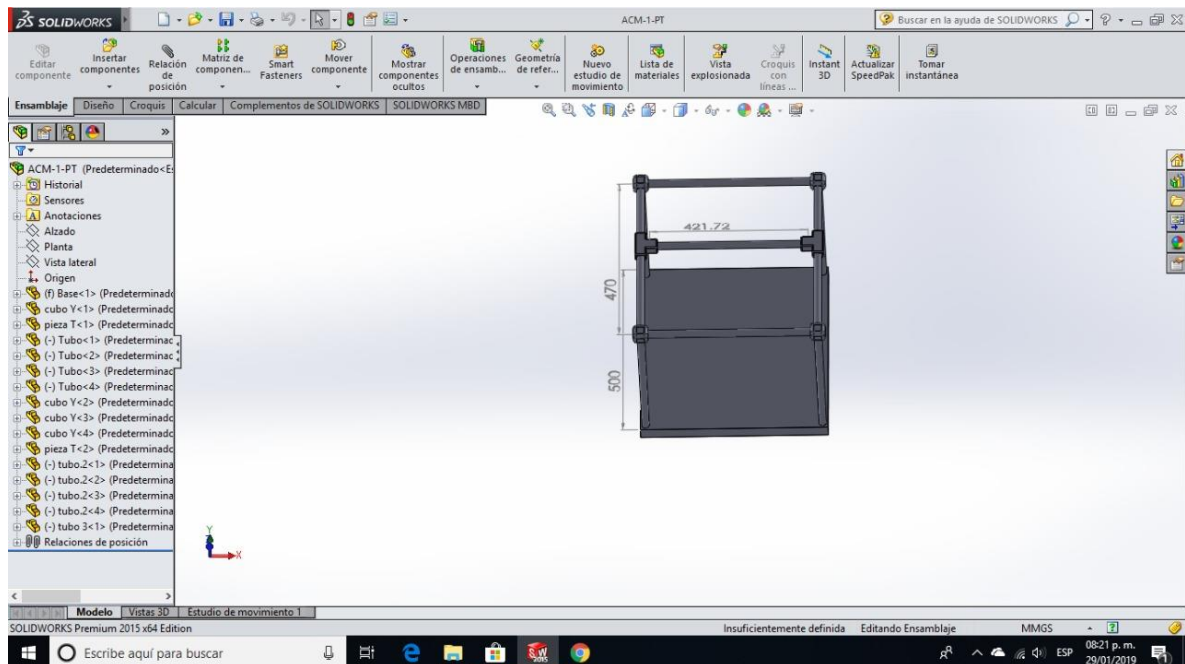 SOLIDWORKS
ACM-1-PT
Buscar en la ayuda de SOLIDWORKS
Editar componente
Insertar componentes
Relación de posición
Matriz de componen...
Smart Fasteners
Mover componente
Mostrar componentes ocultos
Operaciones de ensamb...
Geometría de refer...
Nuevo estudio de movimiento
Lista de materiales
Vista explosionada
Croquis con líneas ...
Instant 3D
Actualizar SpeedPak
Tomar instantánea
Ensamblaje Diseño Croquis Calcular Complementos de SOLIDWORKS SOLIDWORKS MBD
ACM-1-PT (Predeterminado<E
Historial
Sensores
Anotaciones
Alzado
Planta
Vista lateral
Origen
(f) Base<1> (Predeterminado
cubo Y<1> (Predeterminado
pieza T<1> (Predeterminado
(-) Tubo<1> (Predeterminac
(-) Tubo<2> (Predeterminac
(-) Tubo<3> (Predeterminac
(-) Tubo<4> (Predeterminac
cubo Y<2> (Predeterminado
cubo Y<3> (Predeterminado
cubo Y<4> (Predeterminado
pieza T<2> (Predeterminado
(-) tubo.2<1> (Predetermina
(-) tubo.2<2> (Predetermina
(-) tubo.2<3> (Predetermina
(-) tubo.2<4> (Predetermina
(-) tubo 3<1> (Predetermina
Relaciones de posición
421.72
470
500
Y
X
Modelo Vistas 3D Estudio de movimiento 1
SOLIDWORKS Premium 2015 x64 Edition
Insuficientemente definida Editando Ensamblaje MMGS
Escribe aquí para buscar
ESP
08:21 p. m.
29/01/2019